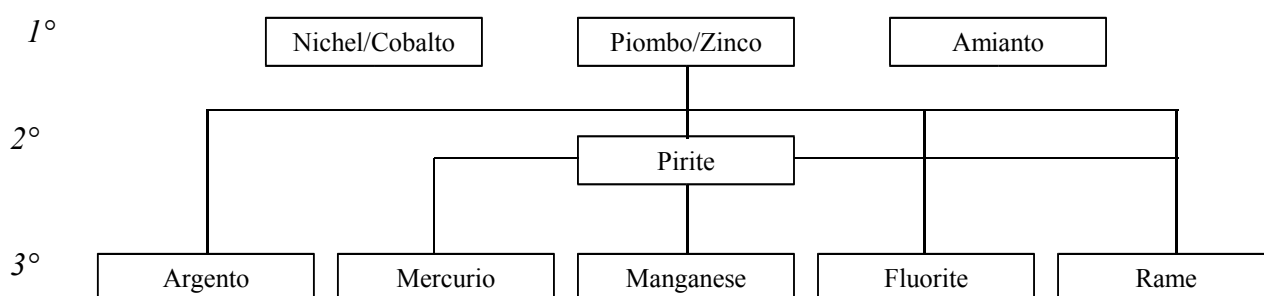 1°
Nichel/Cobalto
Piombo/Zinco
Amianto
2°
Pirite
3°
Argento
Mercurio
Manganese
Fluorite
Rame